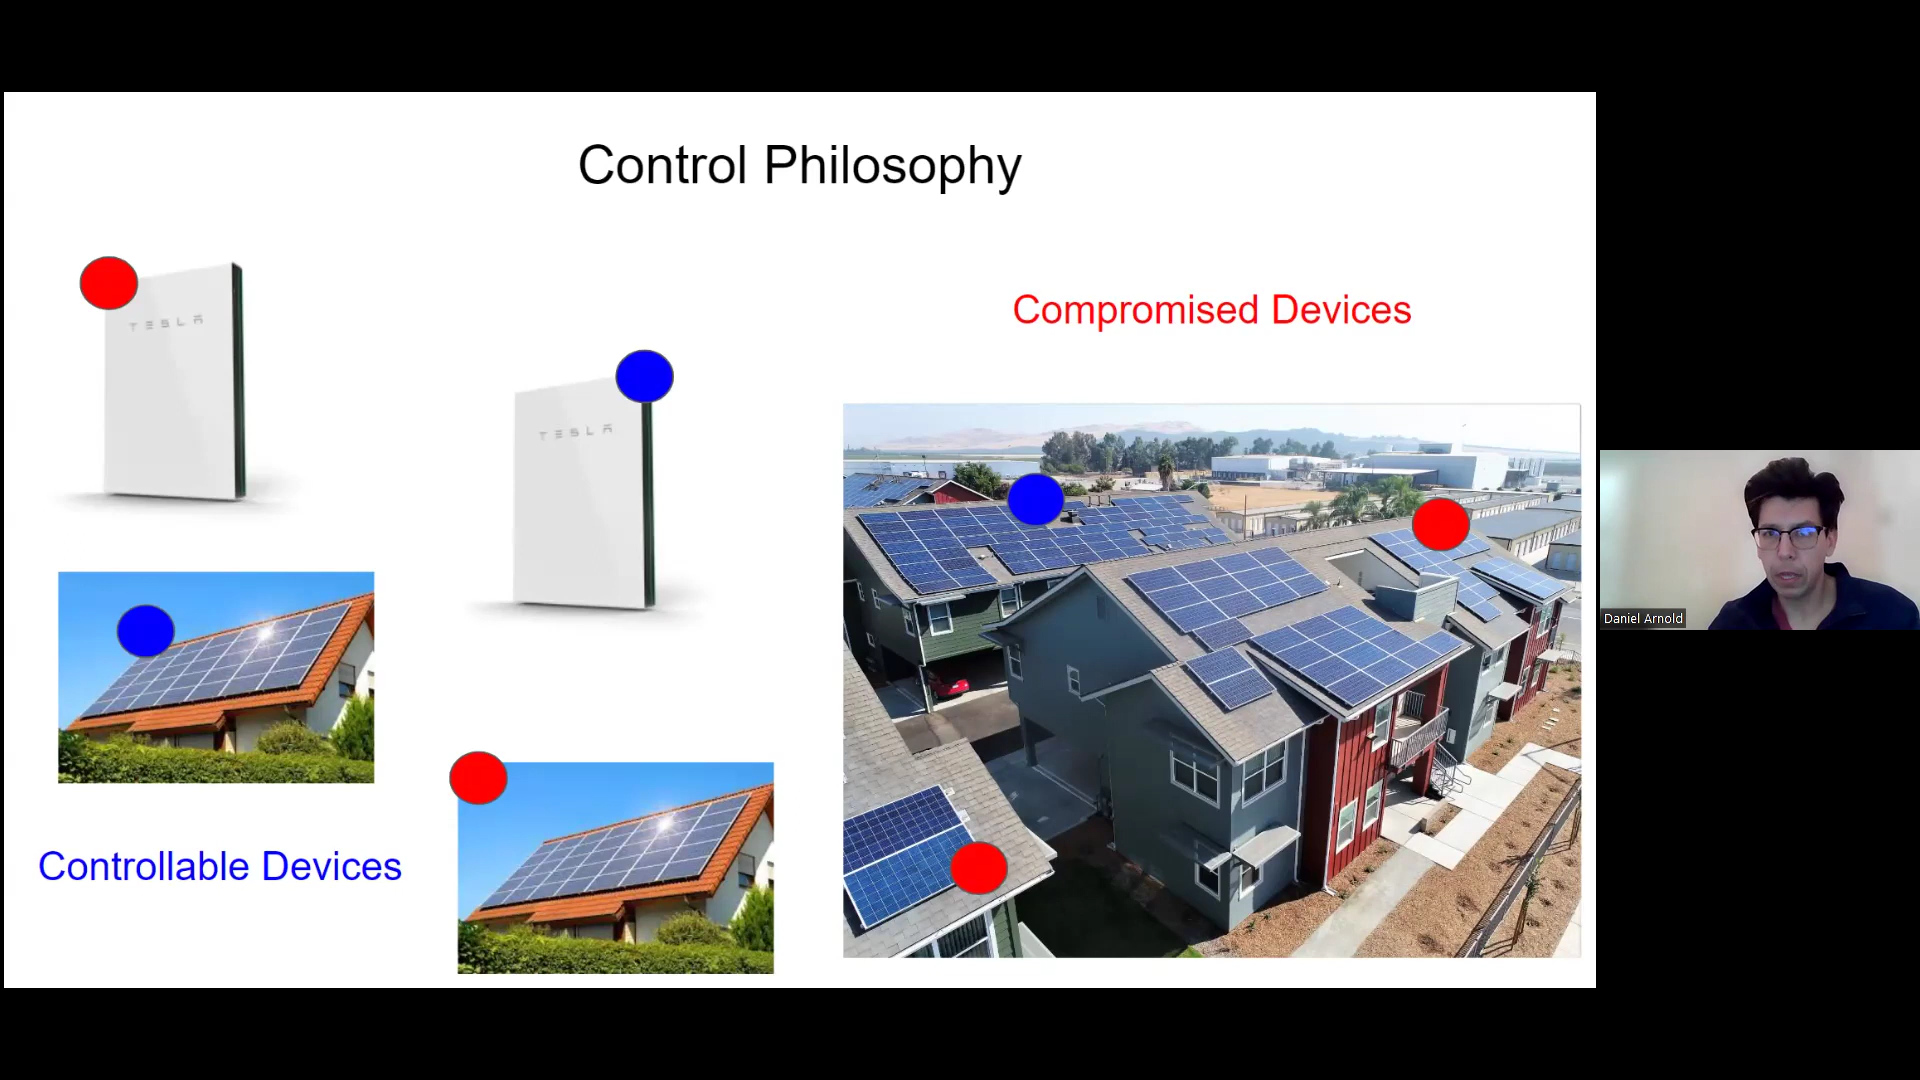 Control Philosophy
TESLA
Compromised Devices
TESLA
Daniel Arnold
Controllable Devices